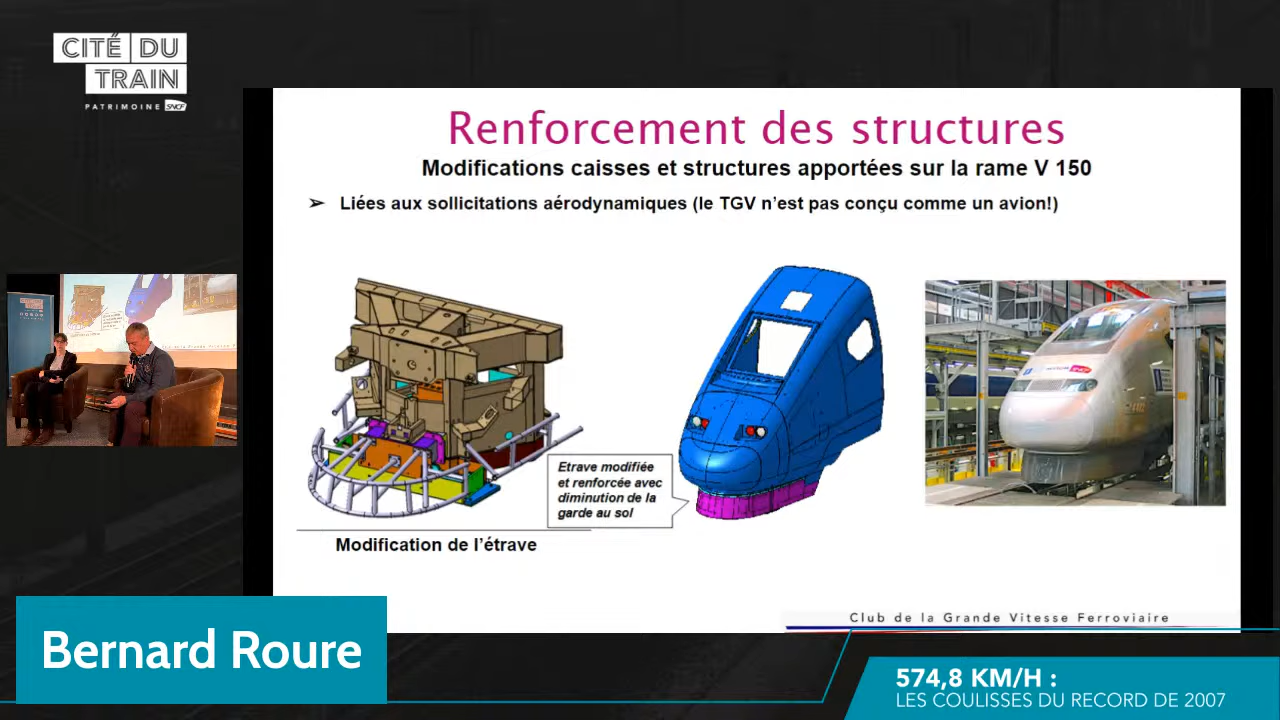 CITÉ DU
TRAIN
PATRIMOINE SNCF
Renforcement des structures
Modifications caisses et structures apportées sur la rame V 150
➢ Liées aux sollicitations aérodynamiques (le TGV n’est pas conçu comme un avion!)
Etrave modifiée
et renforcée avec
diminution de la
garde au sol
Modification de l’étrave
Club de la Grande Vitesse Ferroviaire
Bernard Roure
574,8 KM/H :
LES COULISSES DU RECORD DE 2007